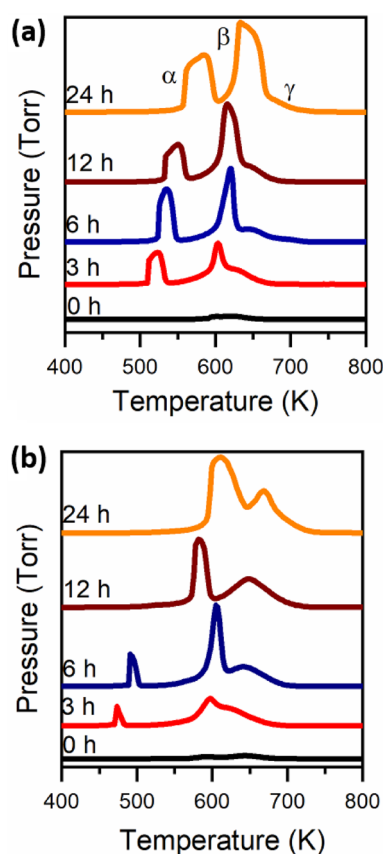 (a)
α
β
γ
24 h
12 h
6 h
3 h
0 h
Pressure (Torr)
400 500 600 700 800
Temperature (K)
(b)
24 h
12 h
6 h
3 h
0 h
Pressure (Torr)
400 500 600 700 800
Temperature (K)